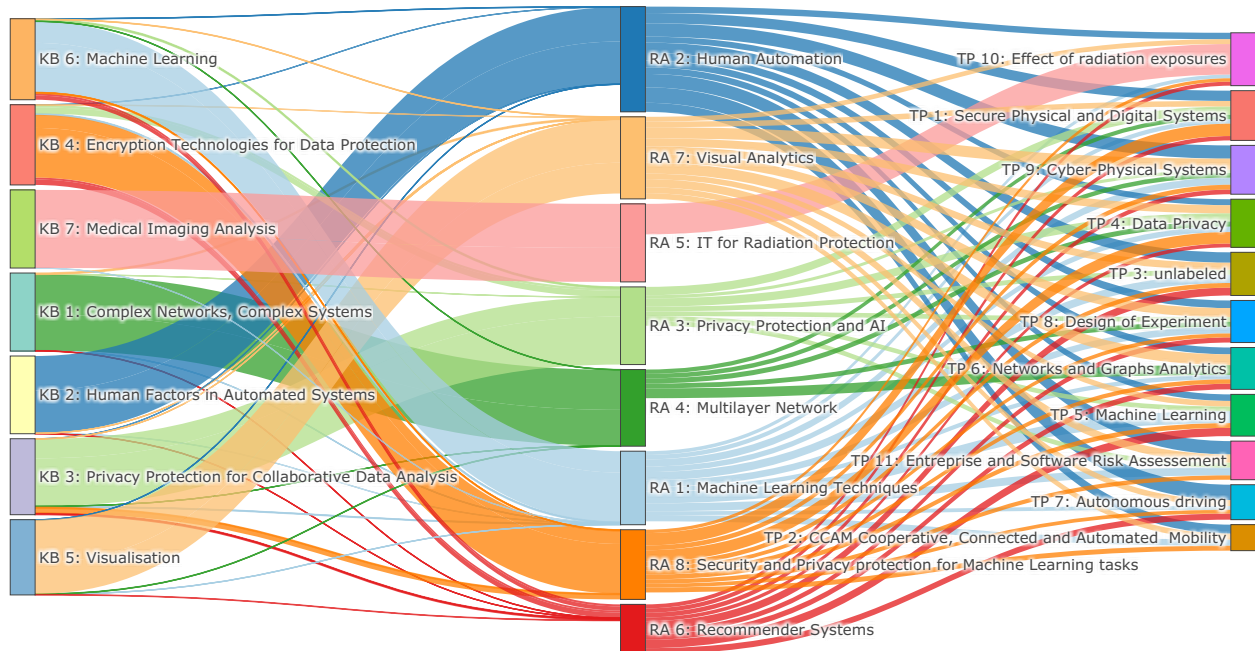 KB 6: Machine Learning
KB 4: Encryption Technologies for Data Protection
KB 7: Medical Imaging Analysis
KB 1: Complex Networks, Complex Systems
KB 2: Human Factors in Automated Systems
KB 3: Privacy Protection for Collaborative Data Analysis
KB 5: Visualisation
RA 2: Human Automation
RA 7: Visual Analytics
RA 5: IT for Radiation Protection
RA 3: Privacy Protection and AI
RA 4: Multilayer Network
RA 1: Machine Learning Techniques
RA 8: Security and Privacy protection for Machine Learning tasks
RA 6: Recommender Systems
TP 10: Effect of radiation exposures
TP 1: Secure Physical and Digital Systems
TP 9: Cyber-Physical Systems
TP 4: Data Privacy
TP 3: unlabeled
TP 8: Design of Experiment
TP 6: Networks and Graphs Analytics
TP 5: Machine Learning
TP 11: Entreprise and Software Risk Assessement
TP 7: Autonomous driving
TP 2: CCAM Cooperative, Connected and Automated Mobility